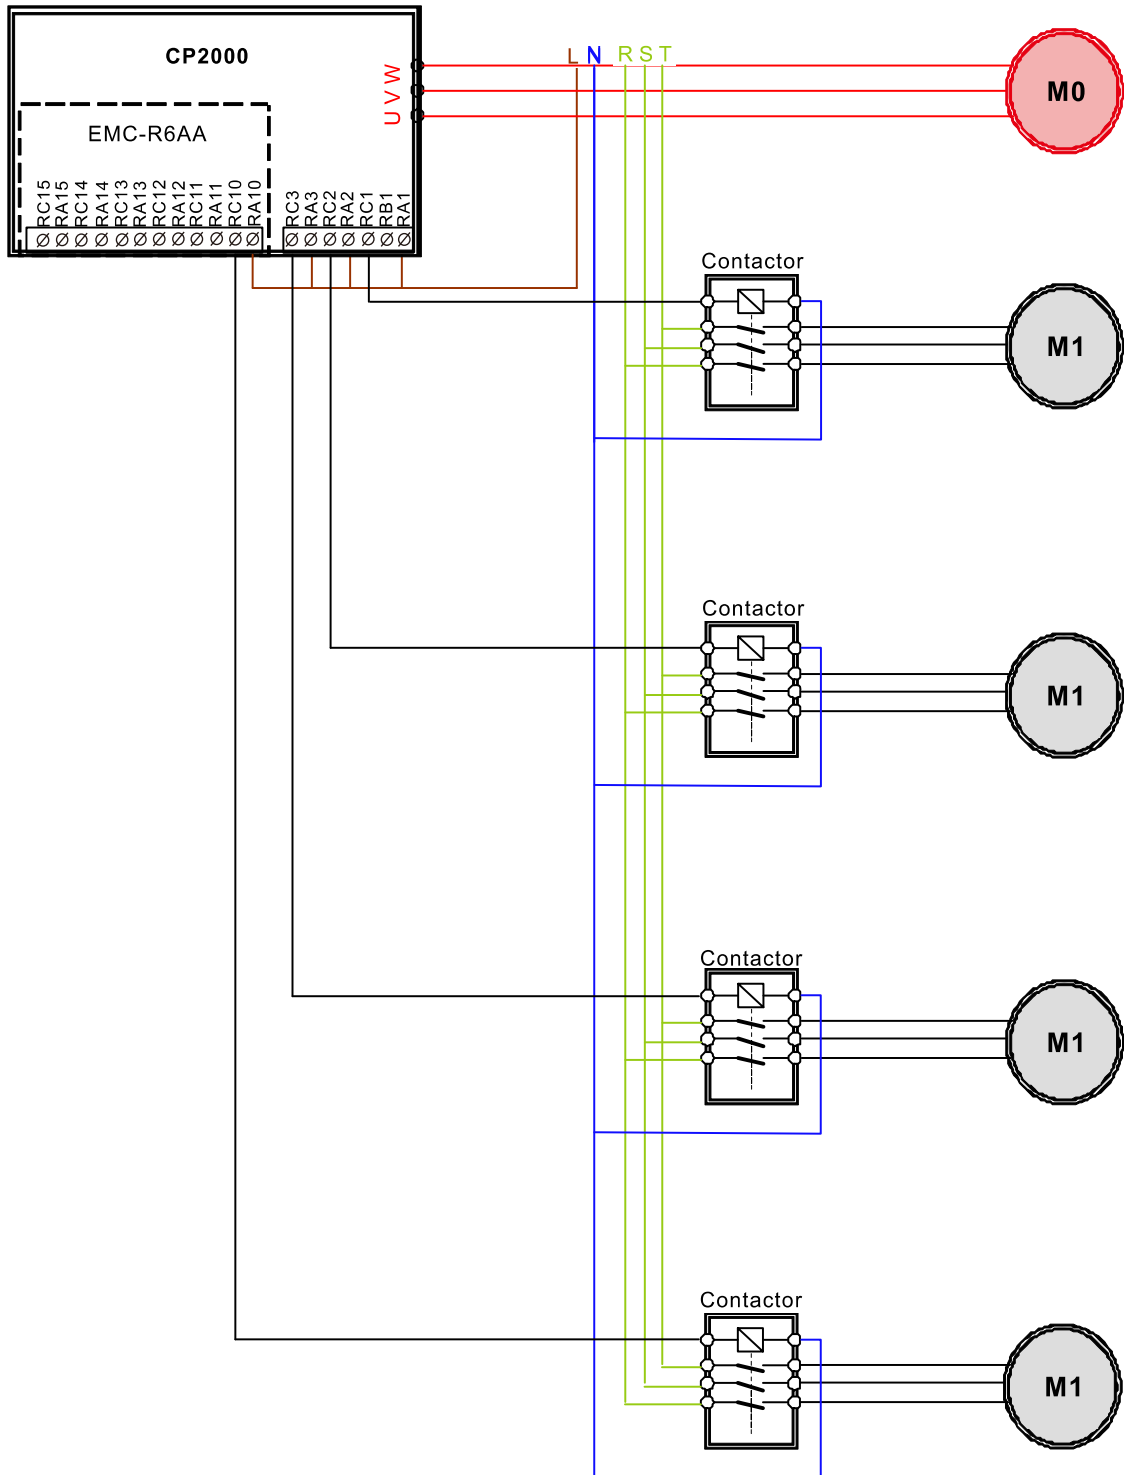 CP2000
L N R S T
U V W
M0
EMC-R6AA
RC15
RA15
RC14
RA14
RC13
RA13
RC12
RA12
RC11
RA11
RC10
RA10
RC3
RA3
RC2
RA2
RC1
RB1
RA1
Contactor
M1
Contactor
M1
Contactor
M1
Contactor
M1